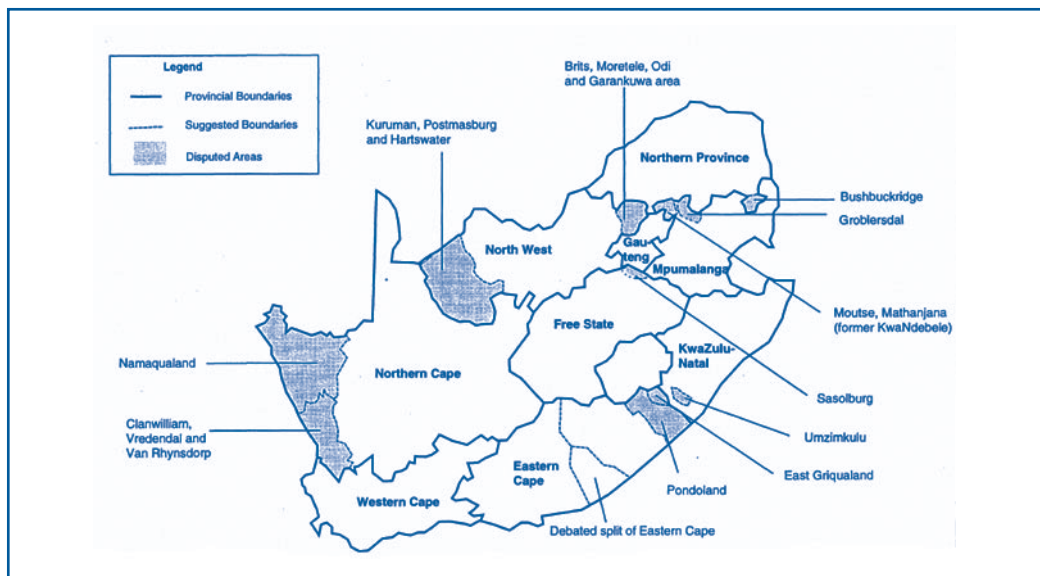 Legend
Provincial Boundaries
Suggested Boundaries
Disputed Areas
Brits, Moretele, Odi
and Garankuwa area
Kuruman, Postmasburg
and Hartswater
Northern Province
Bushbuckridge
Groblersdal
North West
Gau-
teng
Mpumalanga
Moutse, Mathanjana
(former KwaNdebele)
Free State
KwaZulu-
Natal
Namaqualand
Northern Cape
Sasolburg
Clanwilliam,
Vredendal and
Van Rhynsdorp
Umzimkulu
East Griqualand
Eastern
Cape
Pondoland
Western Cape
Debated split of Eastern Cape